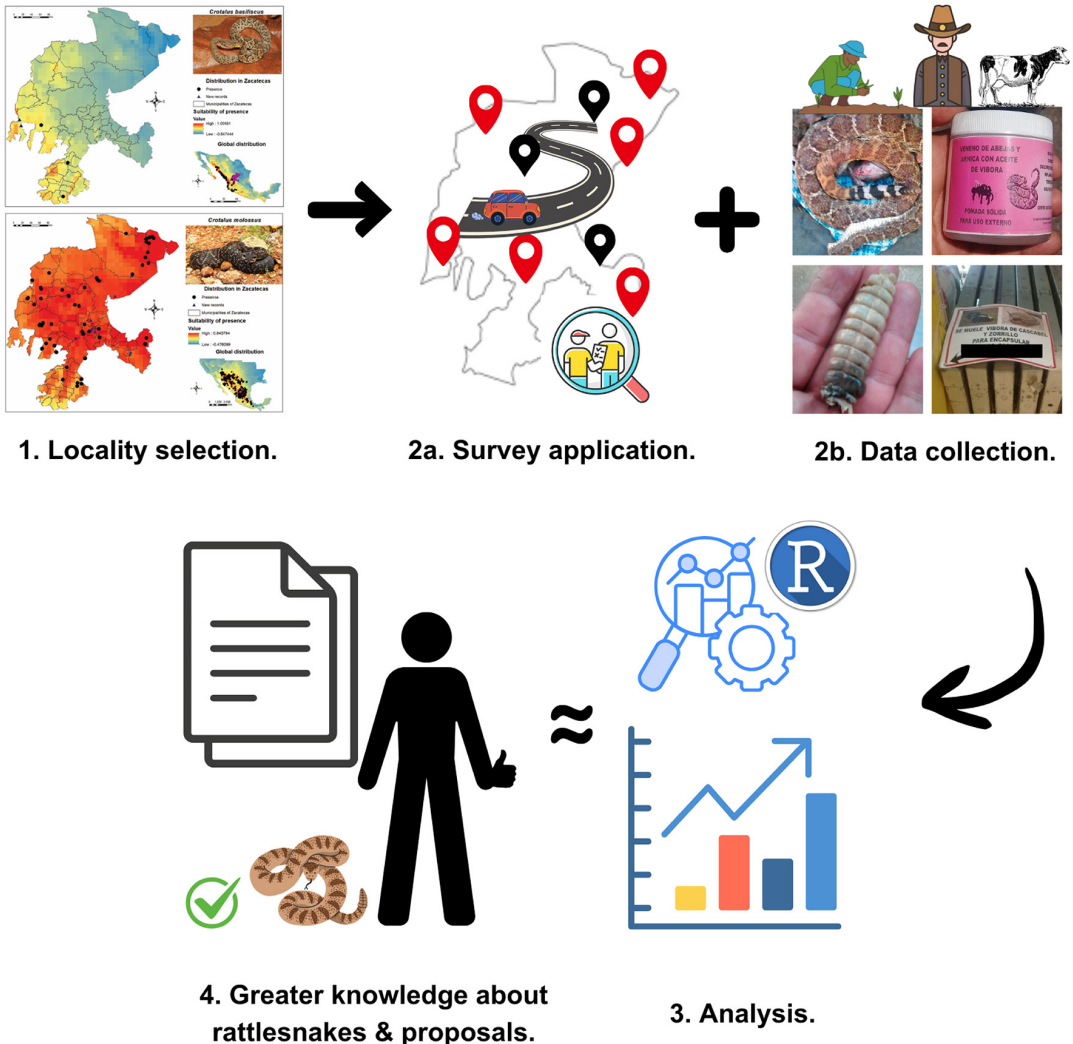 Crotalus basiliscus
Distribution in Zacatecas
Presence
New records
Municipalities of Zacatecas
Suitability of presence
Value
Global distribution
Crotalus molossus
Distribution in Zacatecas
Presence
New records
Municipalities of Zacatecas
Suitability of presence
Value
Global distribution
VENENO DE ABEJAS Y
ARNICA CON ACEITE
DE VIBORA
POMADA SOLIDA
PARA USO EXTERNO
SE MUELE VIBORA DE CASCABEL
Y ZORRILLO
PARA ENCAPSULAR
1. Locality selection.
2a. Survey application.
2b. Data collection.
R
4. Greater knowledge about
rattlesnakes & proposals.
3. Analysis.